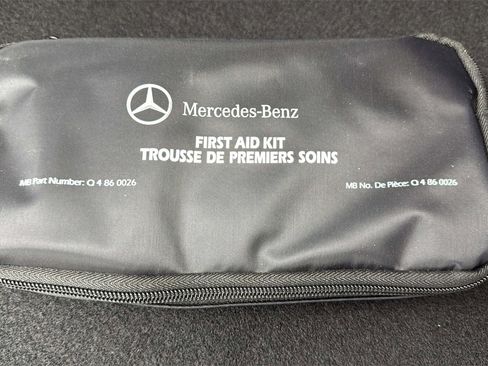 Mercedes-Benz
FIRST AID KIT
TROUSSE DE PREMIERS SOINS
MB Part Number: Q 4 86 0026
MB No. De Pièce: Q 4 86 0026